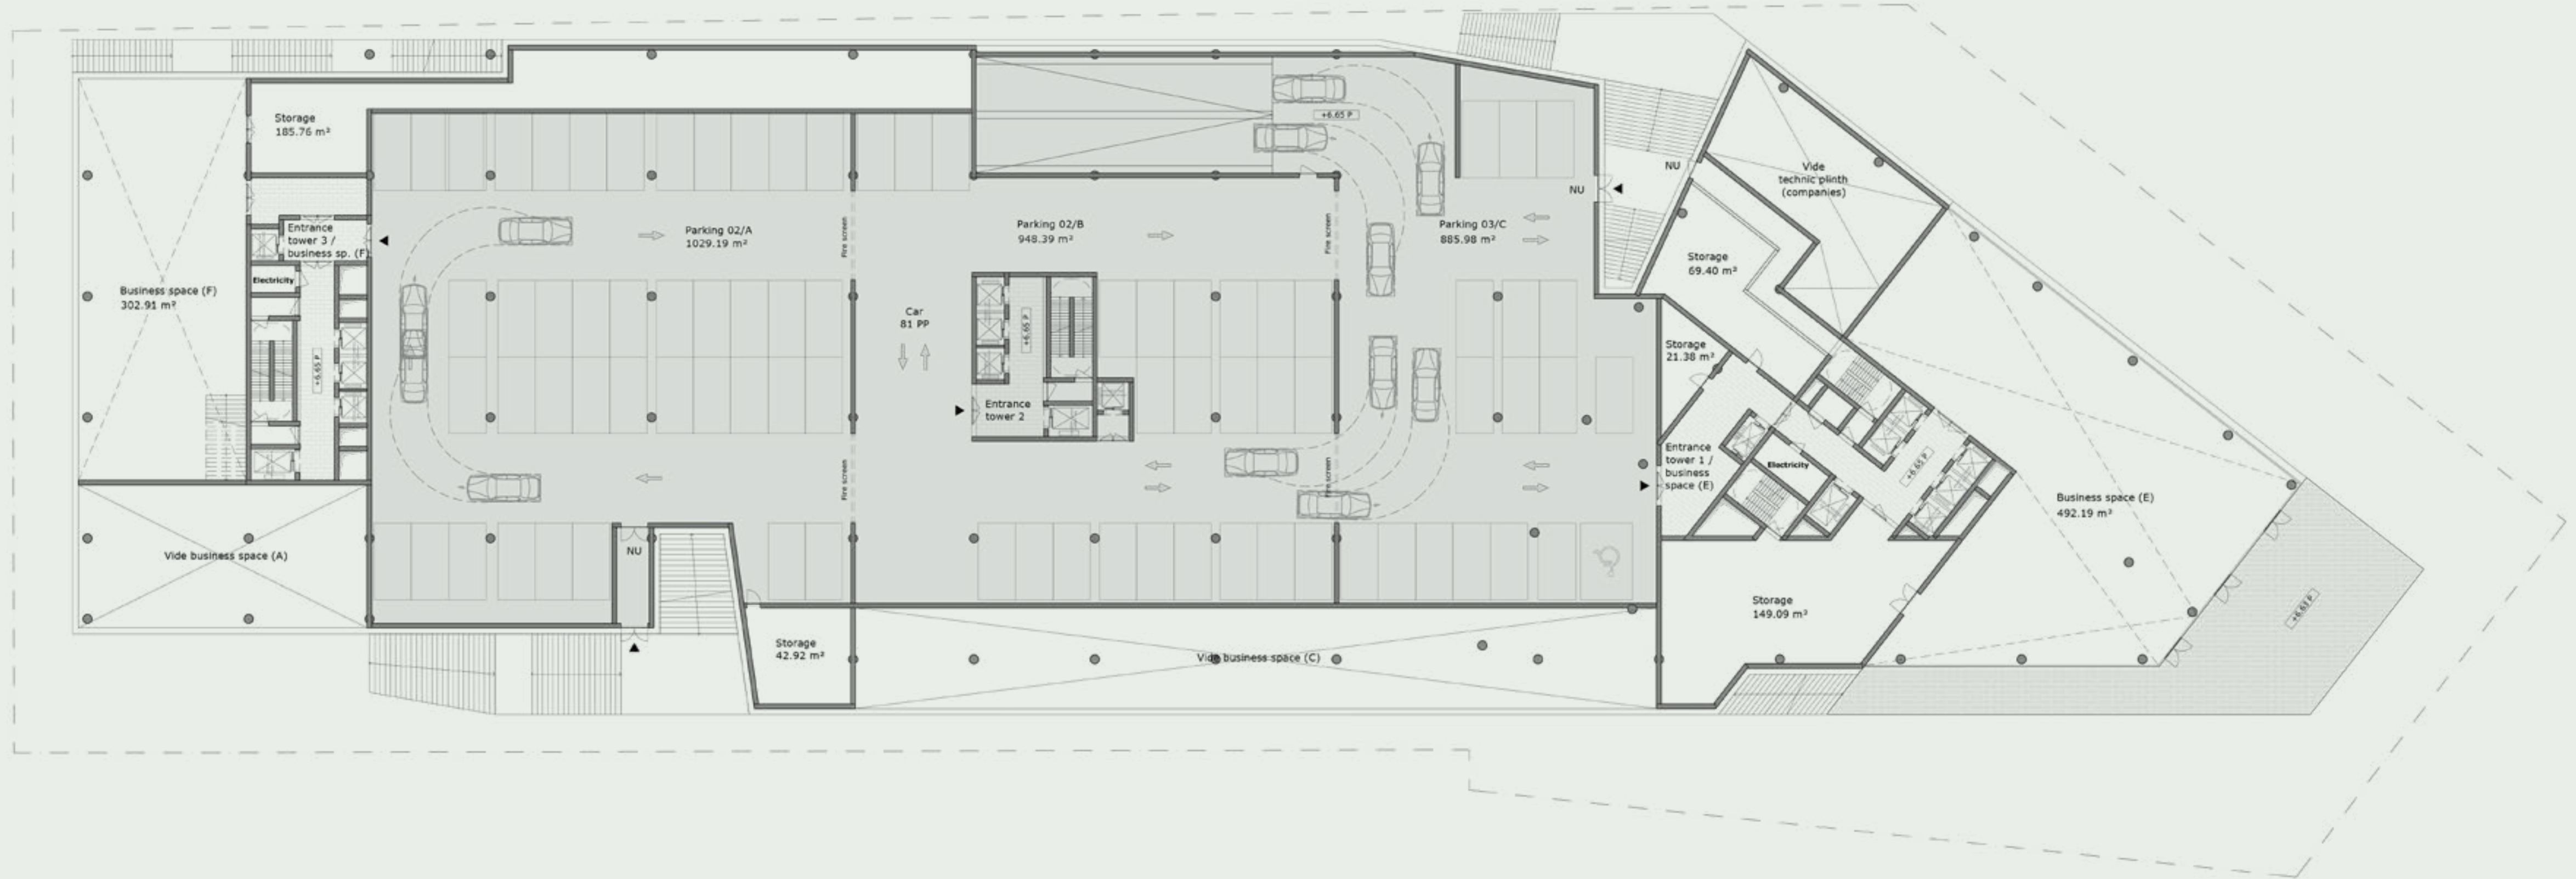 Storage
185.76 m²
Entrance
tower 3 /
business sp. (F)
Electricity
Business space (F)
302.91 m²
+6.65 P
Vide business space (A)
Parking 02/A
1029.19 m²
Fire screen
Fire screen
NU
Storage
42.92 m²
Car
81 PP
Parking 02/B
948.39 m²
+6.65 P
Entrance
tower 2
Fire screen
Fire screen
Vide business space (C)
+6.65 P
Parking 03/C
885.98 m²
NU
NU
Vide
technic plinth
(companies)
Storage
69.40 m²
Storage
21.38 m²
Entrance
tower 1 /
business
space (E)
Electricity
+6.65 P
Storage
149.09 m²
Business space (E)
492.19 m²
+6.63 P